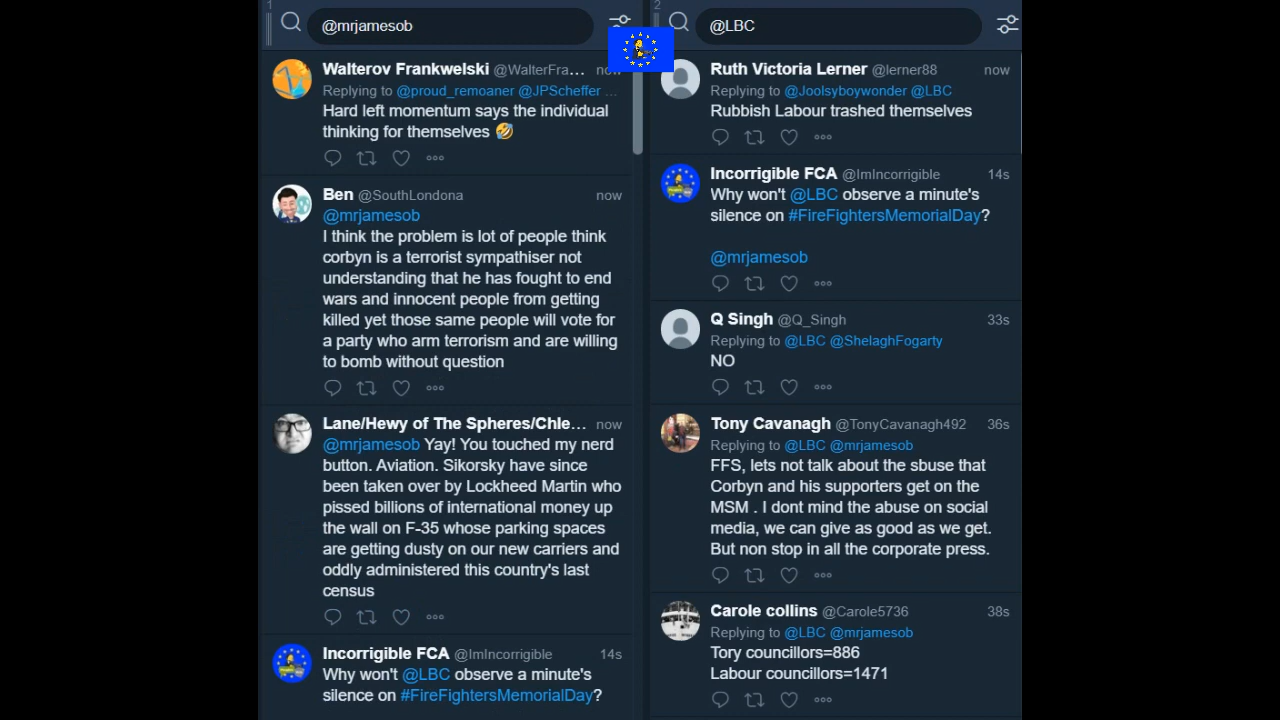 1
@mrjamesob
Walterov Frankwelski @WalterFra... now
Replying to @proud_remoaner @JPScheffer ...
Hard left momentum says the individual
thinking for themselves 🤣
Ben @SouthLondona now
@mrjamesob
I think the problem is lot of people think
corbyn is a terrorist sympathiser not
understanding that he has fought to end
wars and innocent people from getting
killed yet those same people will vote for
a party who arm terrorism and are willing
to bomb without question
Lane/Hewy of The Spheres/Chle... now
@mrjamesob Yay! You touched my nerd
button. Aviation. Sikorsky have since
been taken over by Lockheed Martin who
pissed billions of international money up
the wall on F-35 whose parking spaces
are getting dusty on our new carriers and
oddly administered this country's last
census
Incorrigible FCA @ImIncorrigible 14s
Why won't @LBC observe a minute's
silence on #FireFightersMemorialDay?
2
@LBC
Ruth Victoria Lerner @lerner88 now
Replying to @Joolsyboywonder @LBC
Rubbish Labour trashed themselves
Incorrigible FCA @ImIncorrigible 14s
Why won't @LBC observe a minute's
silence on #FireFightersMemorialDay?
@mrjamesob
Q Singh @Q_Singh 33s
Replying to @LBC @ShelaghFogarty
NO
Tony Cavanagh @TonyCavanagh492 36s
Replying to @LBC @mrjamesob
FFS, lets not talk about the sbuse that
Corbyn and his supporters get on the
MSM . I dont mind the abuse on social
media, we can give as good as we get.
But non stop in all the corporate press.
Carole collins @Carole5736 38s
Replying to @LBC @mrjamesob
Tory councillors=886
Labour councillors=1471